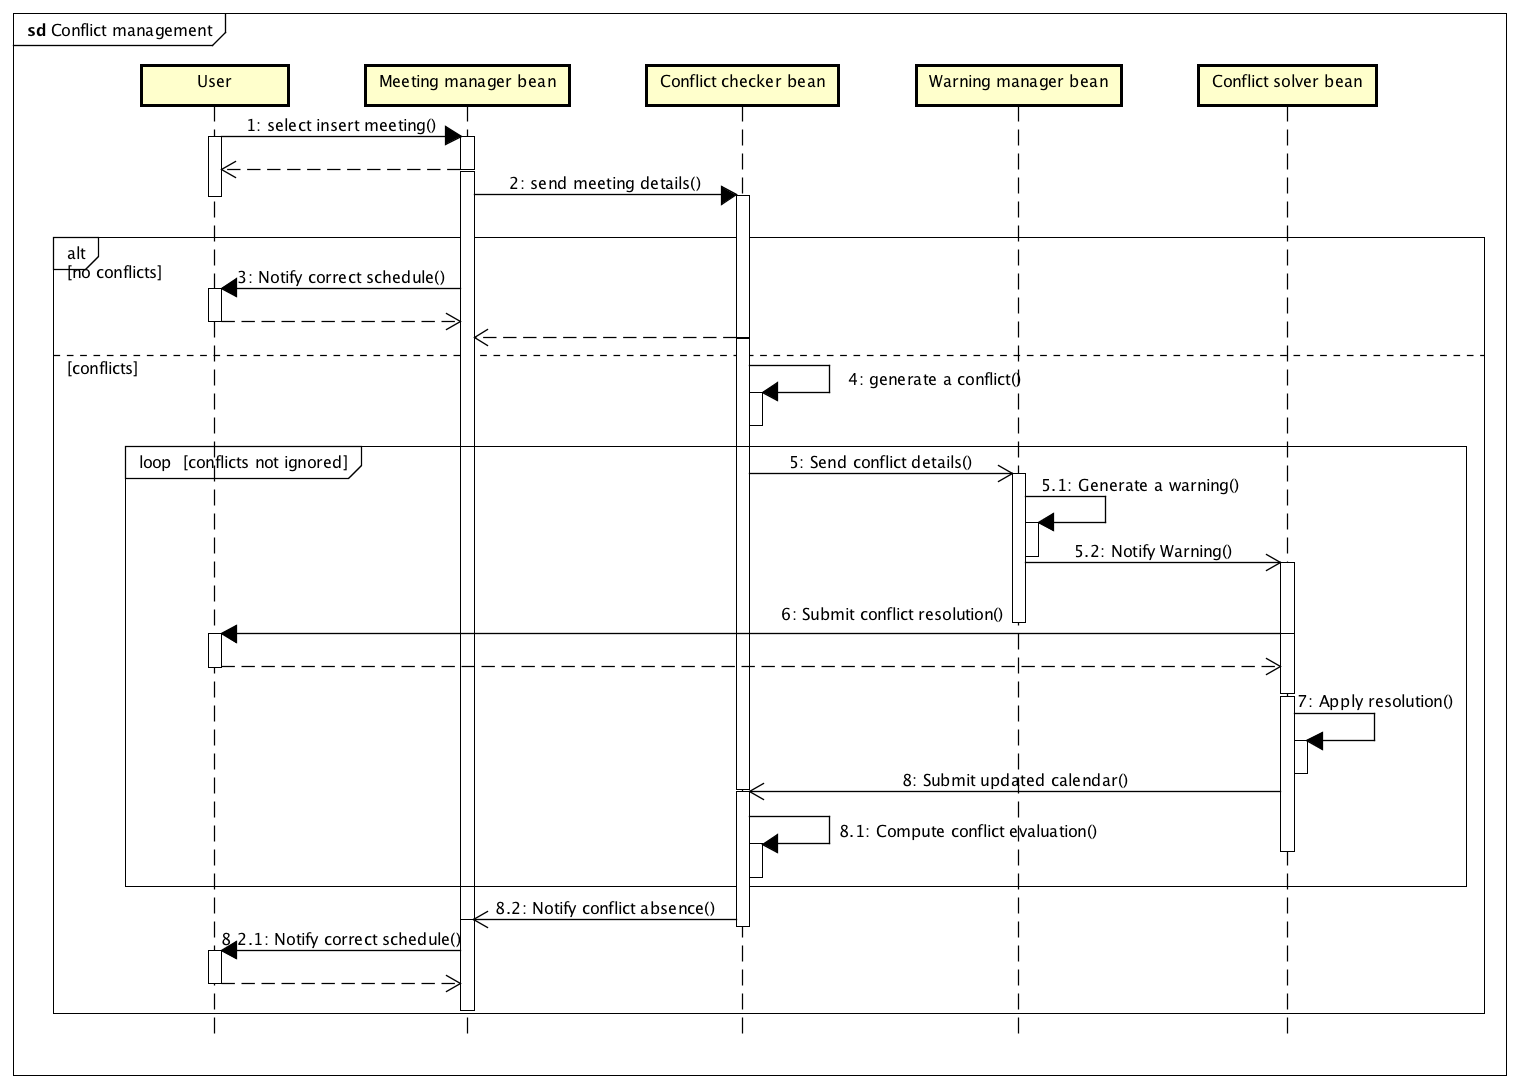 sd Conflict management
User
Meeting manager bean
Conflict checker bean
Warning manager bean
Conflict solver bean
1: select insert meeting()
2: send meeting details()
alt
[no conflicts]
3: Notify correct schedule()
[conflicts]
4: generate a conflict()
loop [conflicts not ignored]
5: Send conflict details()
5.1: Generate a warning()
5.2: Notify Warning()
6: Submit conflict resolution()
7: Apply resolution()
8: Submit updated calendar()
8.1: Compute conflict evaluation()
8.2: Notify conflict absence()
8.2.1: Notify correct schedule()